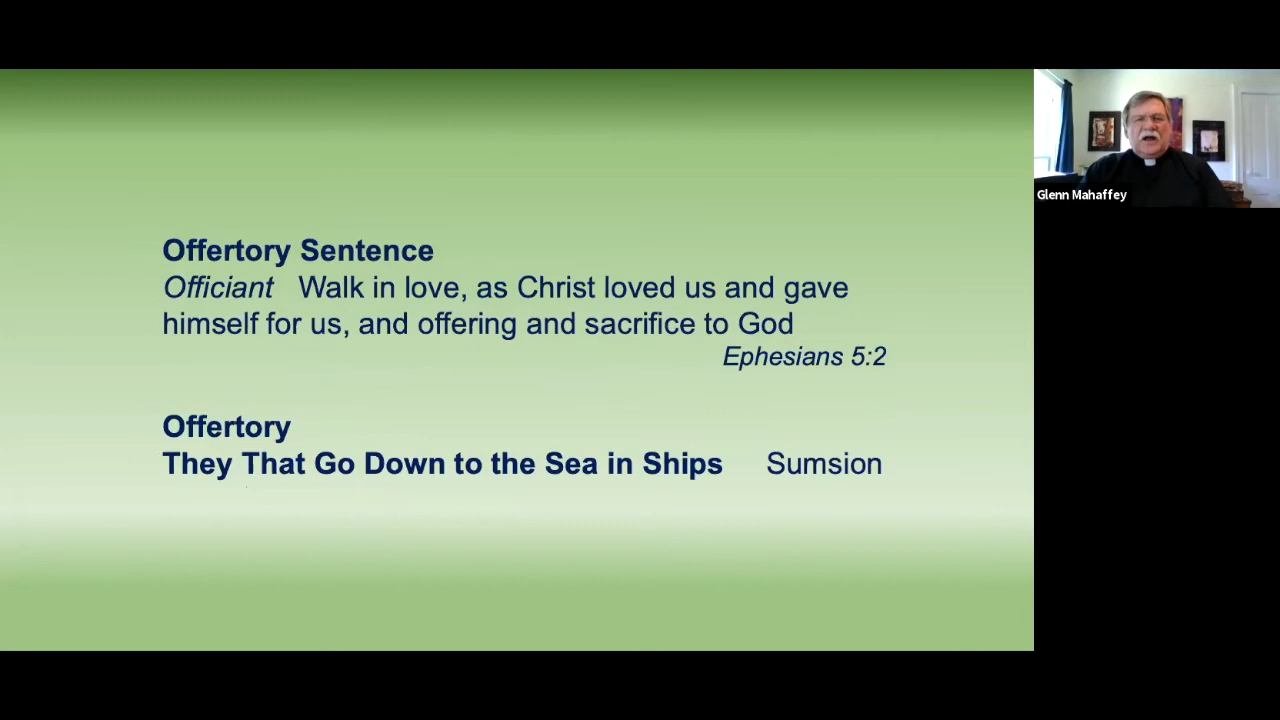 Offertory Sentence
Officiant Walk in love, as Christ loved us and gave
himself for us, and offering and sacrifice to God
Ephesians 5:2
Offertory
They That Go Down to the Sea in Ships Sumsion
Glenn Mahaffey